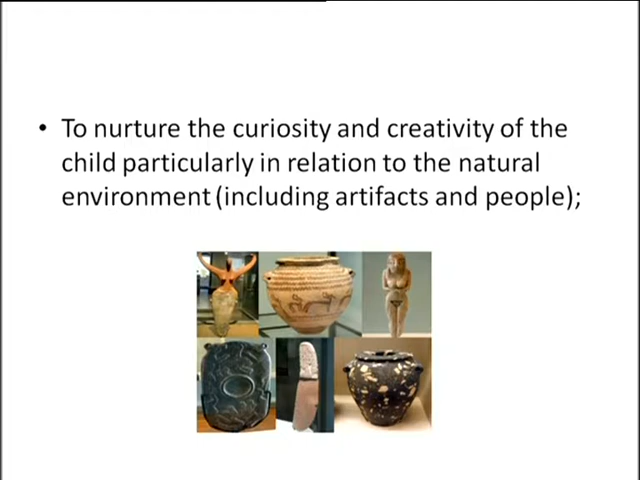 • To nurture the curiosity and creativity of the
child particularly in relation to the natural
environment (including artifacts and people);